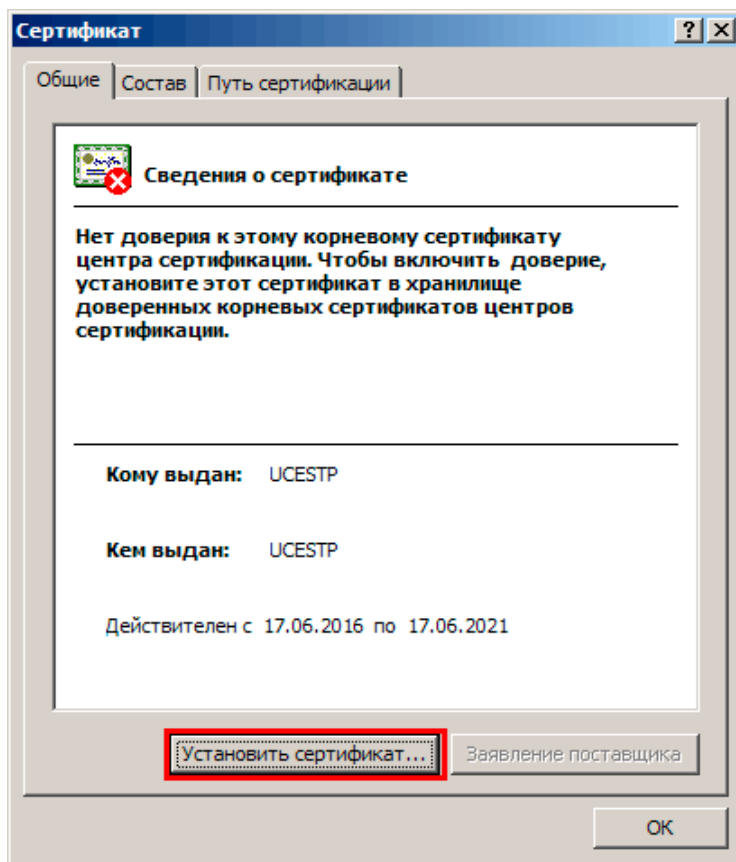 Сертификат
Общие Состав Путь сертификации
Сведения о сертификате
Нет доверия к этому корневому сертификату
центра сертификации. Чтобы включить доверие,
установите этот сертификат в хранилище
доверенных корневых сертификатов центров
сертификации.
Кому выдан: UCESTP
Кем выдан: UCESTP
Действителен с 17.06.2016 по 17.06.2021
Установить сертификат... Заявление поставщика
ОК